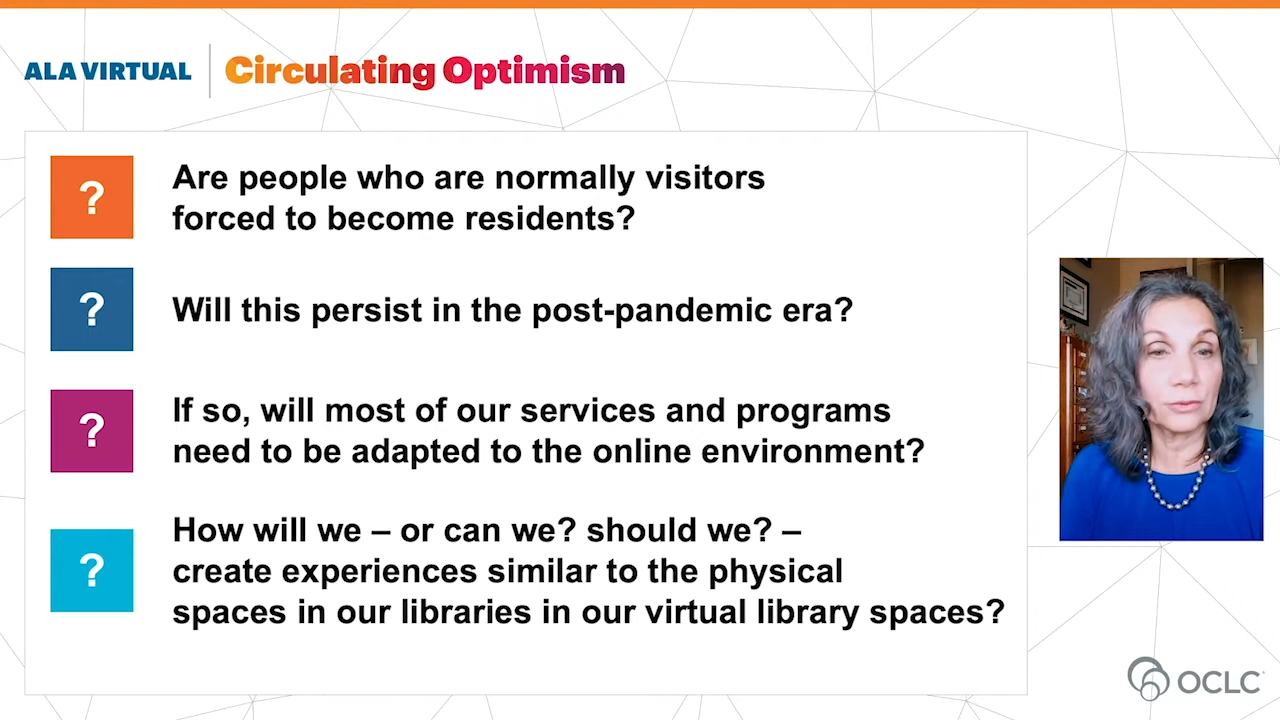 ALA VIRTUAL
Circulating Optimism
?
Are people who are normally visitors
forced to become residents?
?
Will this persist in the post-pandemic era?
?
If so, will most of our services and programs
need to be adapted to the online environment?
?
How will we – or can we? should we? –
create experiences similar to the physical
spaces in our libraries in our virtual library spaces?
OCLC